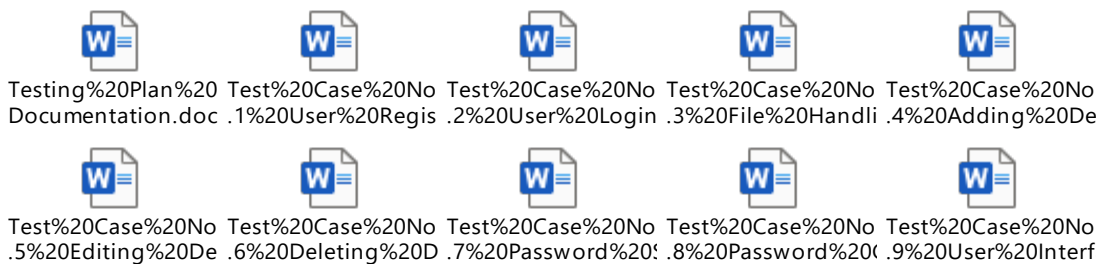 Testing%20Plan%20 Test%20Case%20No Test%20Case%20No Test%20Case%20No Test%20Case%20No
Documentation.doc .1%20User%20Regis .2%20User%20Login .3%20File%20Handli .4%20Adding%20De
Test%20Case%20No Test%20Case%20No Test%20Case%20No Test%20Case%20No Test%20Case%20No
.5%20Editing%20De .6%20Deleting%20D .7%20Password%20 .8%20Password%20 .9%20User%20Interf